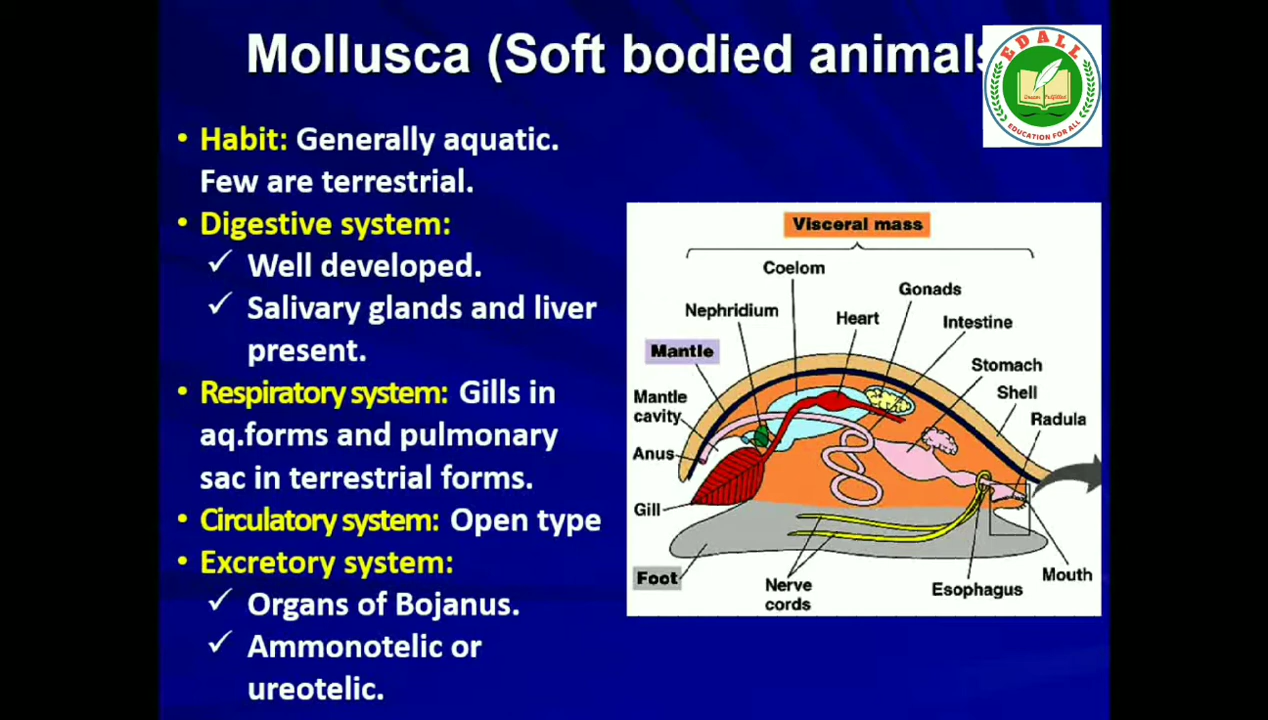 Mollusca (Soft bodied animals
EDALL
Dream Fulfilled
EDUCATION FOR ALL
• Habit: Generally aquatic.
Few are terrestrial.
• Digestive system:
✓ Well developed.
✓ Salivary glands and liver
present.
• Respiratory system: Gills in
aq.forms and pulmonary
sac in terrestrial forms.
• Circulatory system: Open type
• Excretory system:
✓ Organs of Bojanus.
✓ Ammonotelic or
ureotelic.
Visceral mass
Coelom
Gonads
Nephridium
Heart
Intestine
Mantle
Stomach
Shell
Mantle
cavity
Radula
Anus
Gill
Foot
Nerve
cords
Esophagus
Mouth